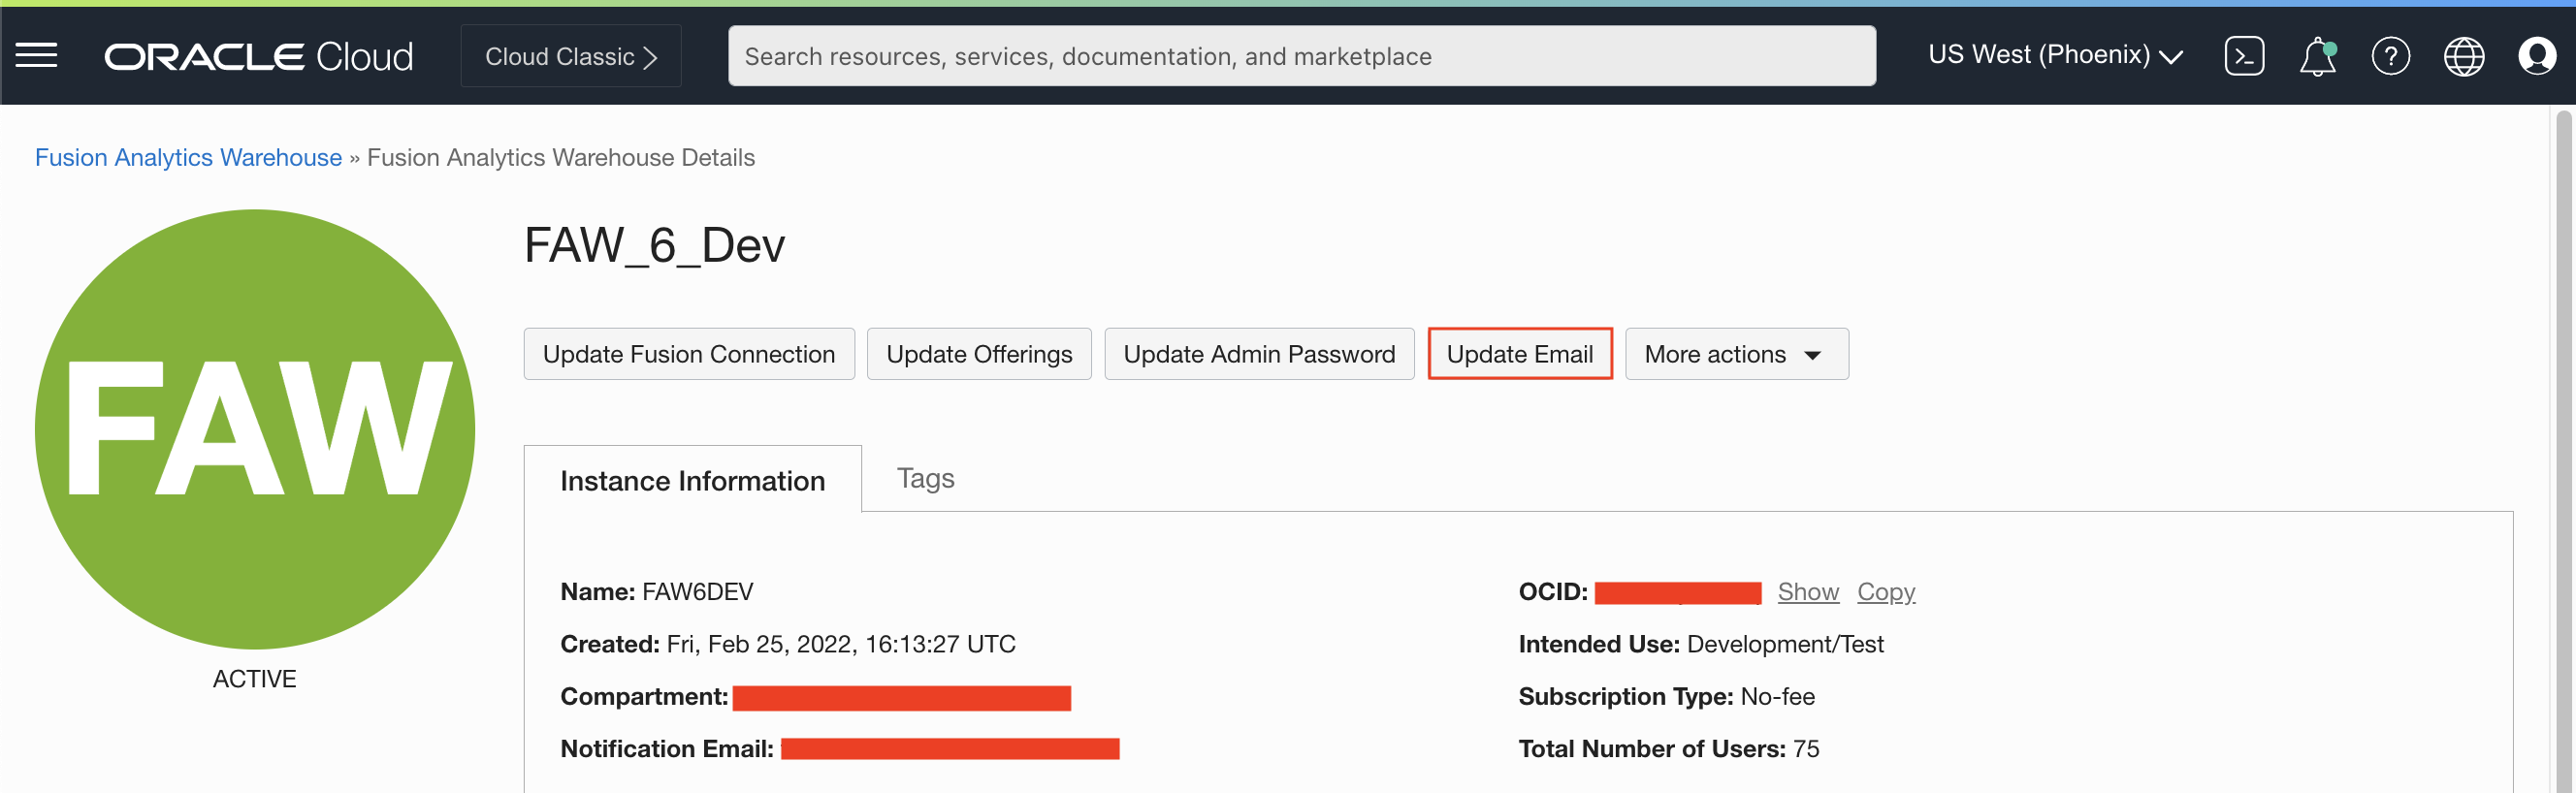 ORACLE Cloud
Cloud Classic >
Search resources, services, documentation, and marketplace
US West (Phoenix)
Fusion Analytics Warehouse » Fusion Analytics Warehouse Details
FAW
ACTIVE
FAW_6_Dev
Update Fusion Connection
Update Offerings
Update Admin Password
Update Email
More actions
Instance Information
Tags
Name: FAW6DEV
Created: Fri, Feb 25, 2022, 16:13:27 UTC
Compartment:
Notification Email:
OCID: Show Copy
Intended Use: Development/Test
Subscription Type: No-fee
Total Number of Users: 75